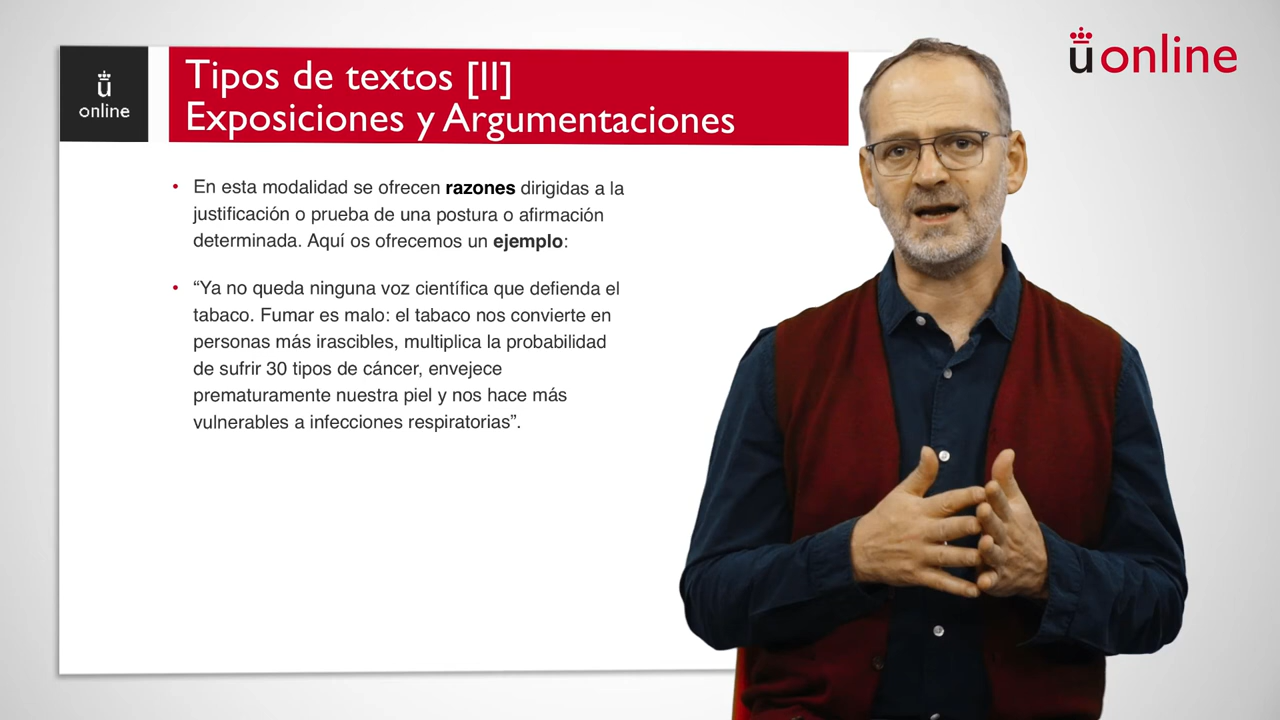 ü online
ü
online
Tipos de textos [II]
Exposiciones y Argumentaciones
• En esta modalidad se ofrecen razones dirigidas a la
justificación o prueba de una postura o afirmación
determinada. Aquí os ofrecemos un ejemplo:
• “Ya no queda ninguna voz científica que defienda el
tabaco. Fumar es malo: el tabaco nos convierte en
personas más irascibles, multiplica la probabilidad
de sufrir 30 tipos de cáncer, envejece
prematuramente nuestra piel y nos hace más
vulnerables a infecciones respiratorias”.